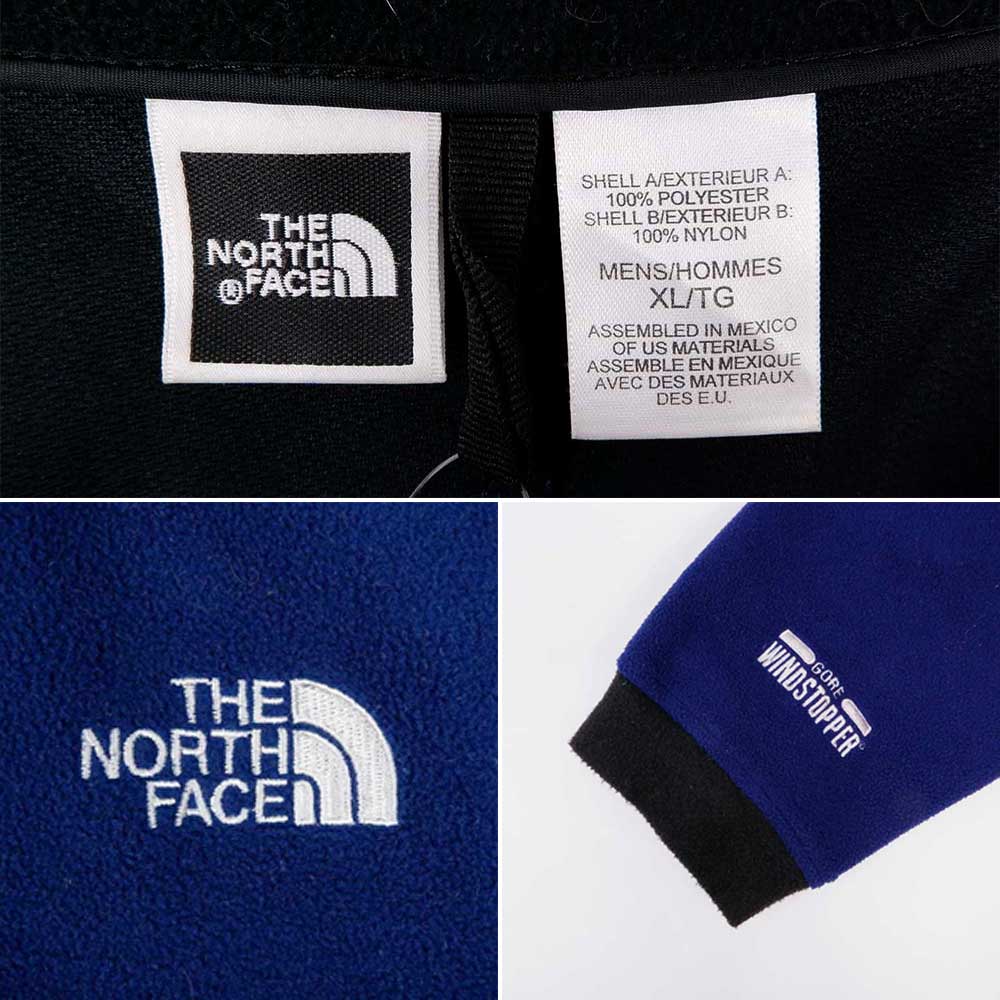 THE
NORTH
® FACE
SHELL A/EXTERIEUR A:
100% POLYESTER
SHELL B/EXTERIEUR B:
100% NYLON
MENS/HOMMES
XL/TG
ASSEMBLED IN MEXICO
OF US MATERIALS
ASSEMBLE EN MEXIQUE
AVEC DES MATERIAUX
DES E.U.
THE
NORTH
FACE
GORE
WINDSTOPPER®